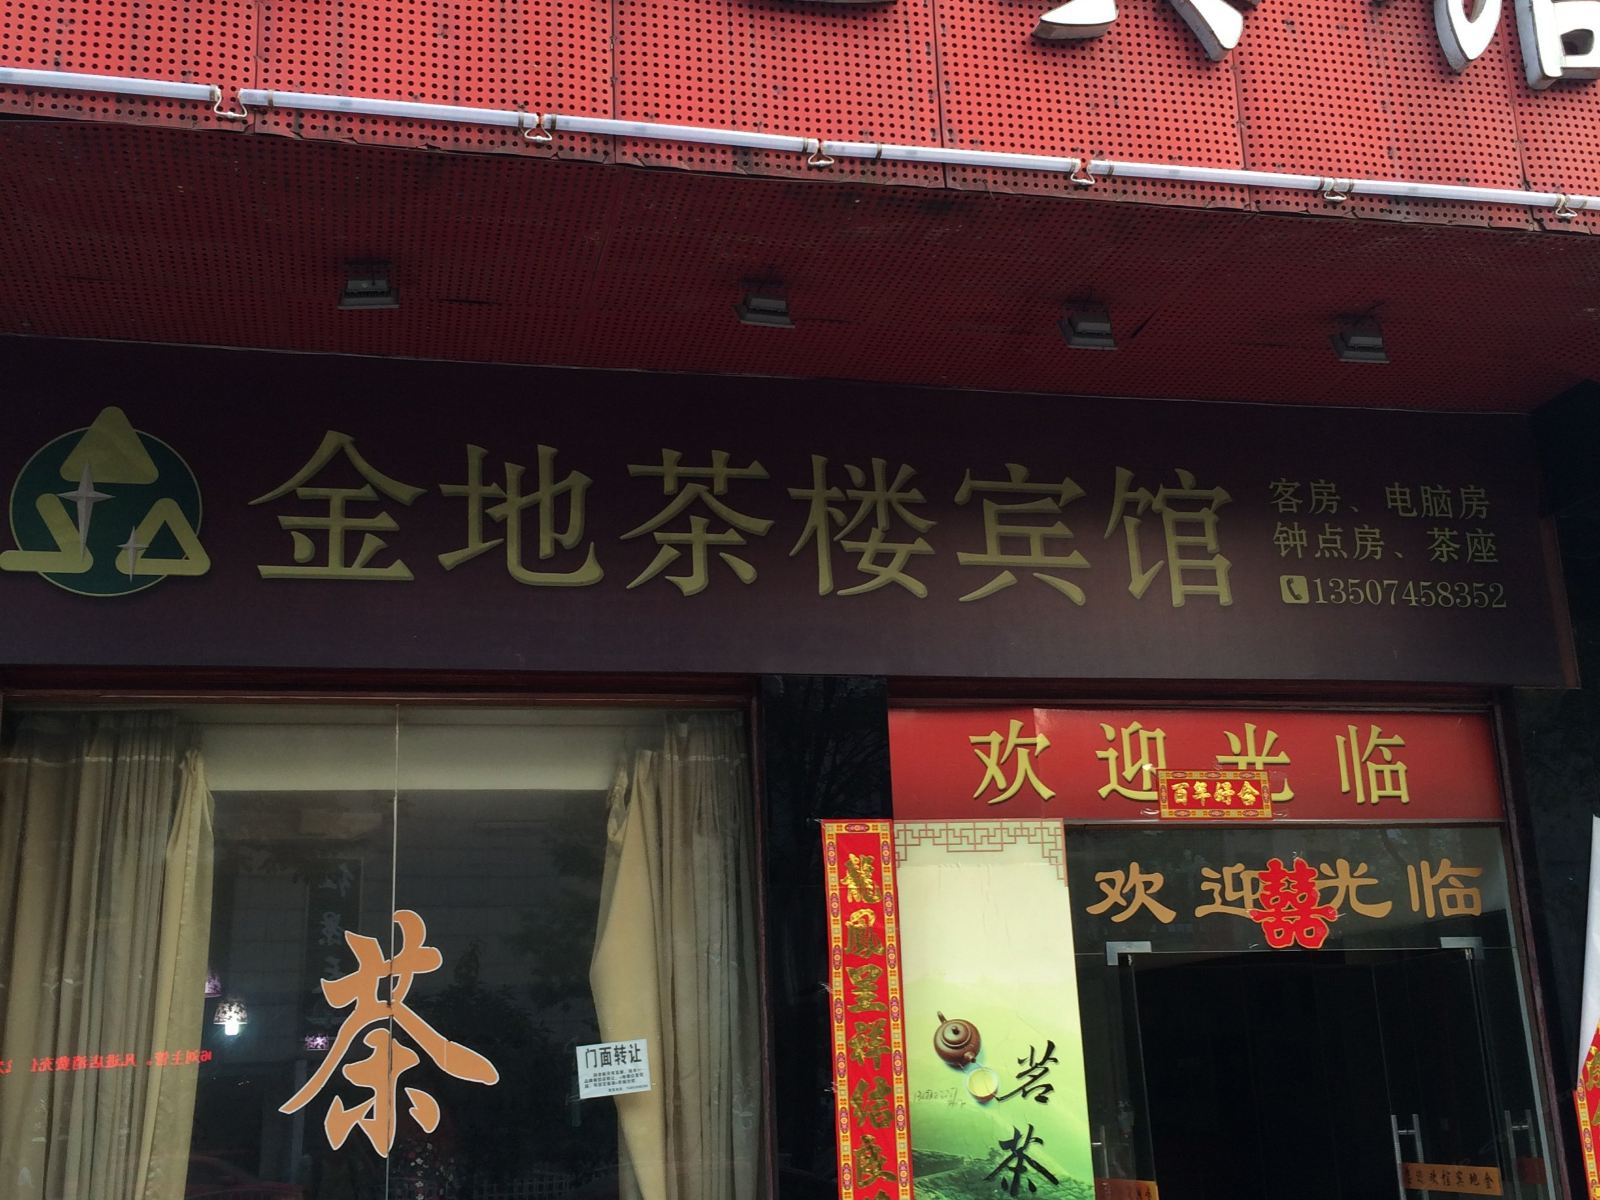 金地茶楼宾馆
客房、电脑房
钟点房、茶座
13507458352
欢迎光临
百年好合
欢迎光临
囍
龍鳳呈祥结良
茗茶
茶
门面转让